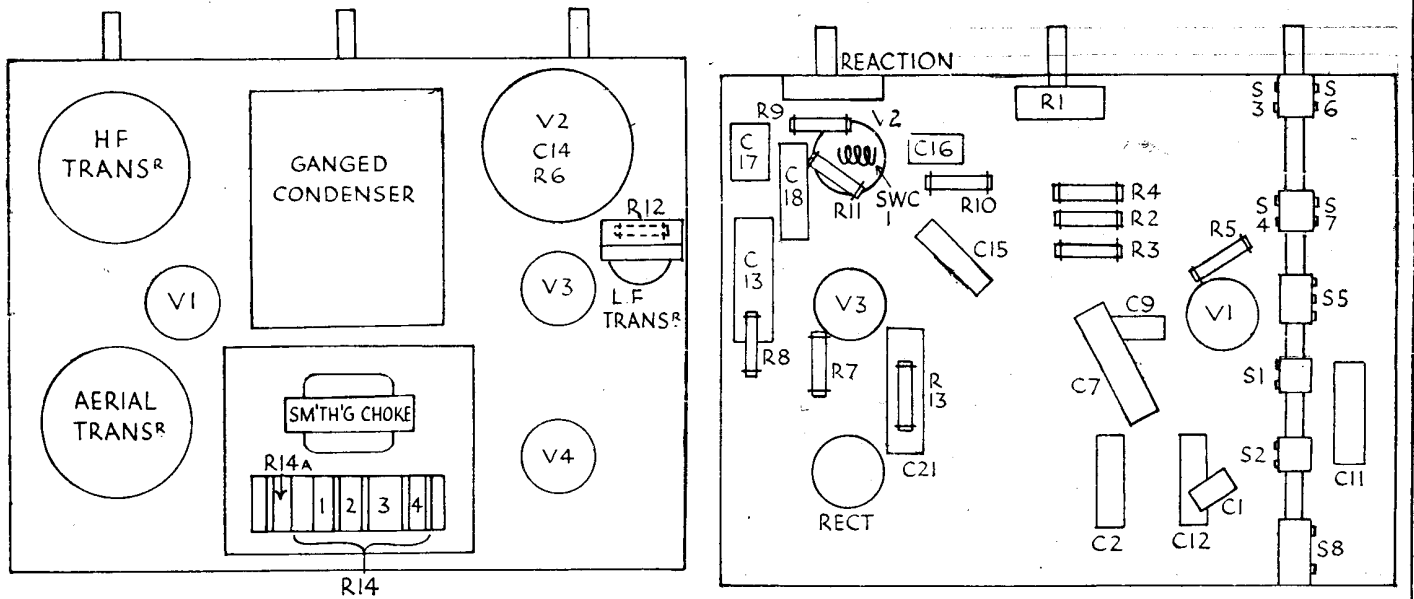 HF
TRANSR
GANGED
CONDENSER
V2
C14
R6
R12
V1
V3
L.F
TRANSR
AERIAL
TRANSR
SM'TH'G CHOKE
R14A
1 2 3 4
V4
R14
REACTION
R9
V2
C
17
C
18
C16
R1
S
3
S
6
R11
SWC
1
R10
R4
R2
R3
S
4
S
7
R5
C
13
C15
V3
C9
V1
S5
R8
R7
R
13
C7
S1
C21
S2
C11
RECT
C2
C12
C1
S8